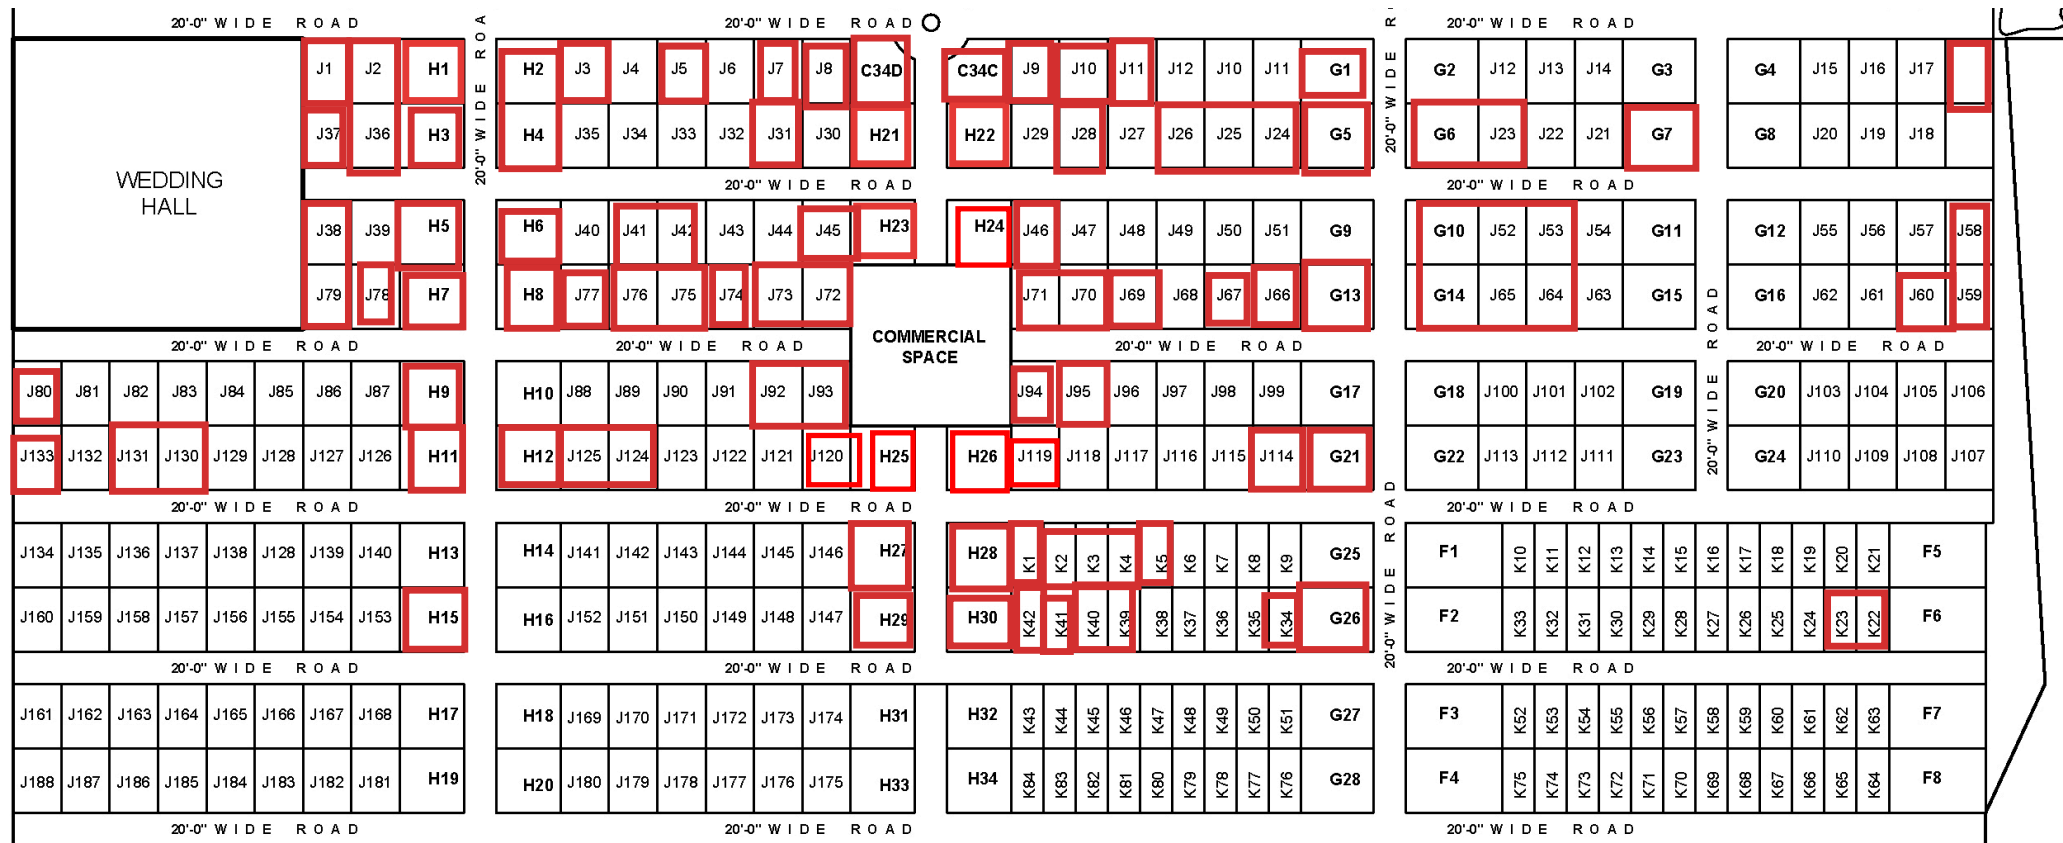 20'-0" WIDE ROAD 20'-0" WIDE ROAD 20'-0" WIDE ROAD 20'-0" WIDE ROAD
J1 J2 H1 H2 J3 J4 J5 J6 J7 J8 C34D C34C J9 J10 J11 J12 J10 J11 G1 G2 J12 J13 J14 G3 G4 J15 J16 J17
J37 J36 H3 H4 J35 J34 J33 J32 J31 J30 H21 H22 J29 J28 J27 J26 J25 J24 G5 G6 J23 J22 J21 G7 G8 J20 J19 J18
20'-0" WIDE ROA
20'-0" WIDE R
WEDDING
HALL
20'-0" WIDE ROAD 20'-0" WIDE ROAD
J38 J39 H5 H6 J40 J41 J42 J43 J44 J45 H23 H24 J46 J47 J48 J49 J50 J51 G9 G10 J52 J53 J54 G11 G12 J55 J56 J57 J58
J79 J78 H7 H8 J77 J76 J75 J74 J73 J72 J71 J70 J69 J68 J67 J66 G13 G14 J65 J64 J63 G15 G16 J62 J61 J60 J59
COMMERCIAL
SPACE
20'-0" WIDE ROAD 20'-0" WIDE ROAD 20'-0" WIDE ROAD 20'-0" WIDE ROAD
20'-0" WIDE ROAD
J80 J81 J82 J83 J84 J85 J86 J87 H9 H10 J88 J89 J90 J91 J92 J93 J94 J95 J96 J97 J98 J99 G17 G18 J100 J101 J102 G19 G20 J103 J104 J105 J106
J133 J132 J131 J130 J129 J128 J127 J126 H11 H12 J125 J124 J123 J122 J121 J120 H25 H26 J119 J118 J117 J116 J115 J114 G21 G22 J113 J112 J111 G23 G24 J110 J109 J108 J107
20'-0" WIDE ROAD 20'-0" WIDE ROAD 20'-0" WIDE ROAD
20'-0" WIDE ROAD
J134 J135 J136 J137 J138 J128 J139 J140 H13 H14 J141 J142 J143 J144 J145 J146 H27 H28 K1 K2 K3 K4 K5 K6 K7 K8 K9 G25 F1 K10 K11 K12 K13 K14 K15 K16 K17 K18 K19 K20 K21 F5
J160 J159 J158 J157 J156 J155 J154 J153 H15 H16 J152 J151 J150 J149 J148 J147 H29 H30 K42 K41 K40 K39 K38 K37 K36 K35 K34 G26 F2 K33 K32 K31 K30 K29 K28 K27 K26 K25 K24 K23 K22 F6
20'-0" WIDE ROAD 20'-0" WIDE ROAD 20'-0" WIDE ROAD
J161 J162 J163 J164 J165 J166 J167 J168 H17 H18 J169 J170 J171 J172 J173 J174 H31 H32 K43 K44 K45 K46 K47 K48 K49 K50 K51 G27 F3 K52 K53 K54 K55 K56 K57 K58 K59 K60 K61 K62 K63 F7
J188 J187 J186 J185 J184 J183 J182 J181 H19 H20 J180 J179 J178 J177 J176 J175 H33 H34 K84 K83 K82 K81 K80 K79 K78 K77 K76 G28 F4 K75 K74 K73 K72 K71 K70 K69 K68 K67 K66 K65 K64 F8
20'-0" WIDE ROAD 20'-0" WIDE ROAD 20'-0" WIDE ROAD